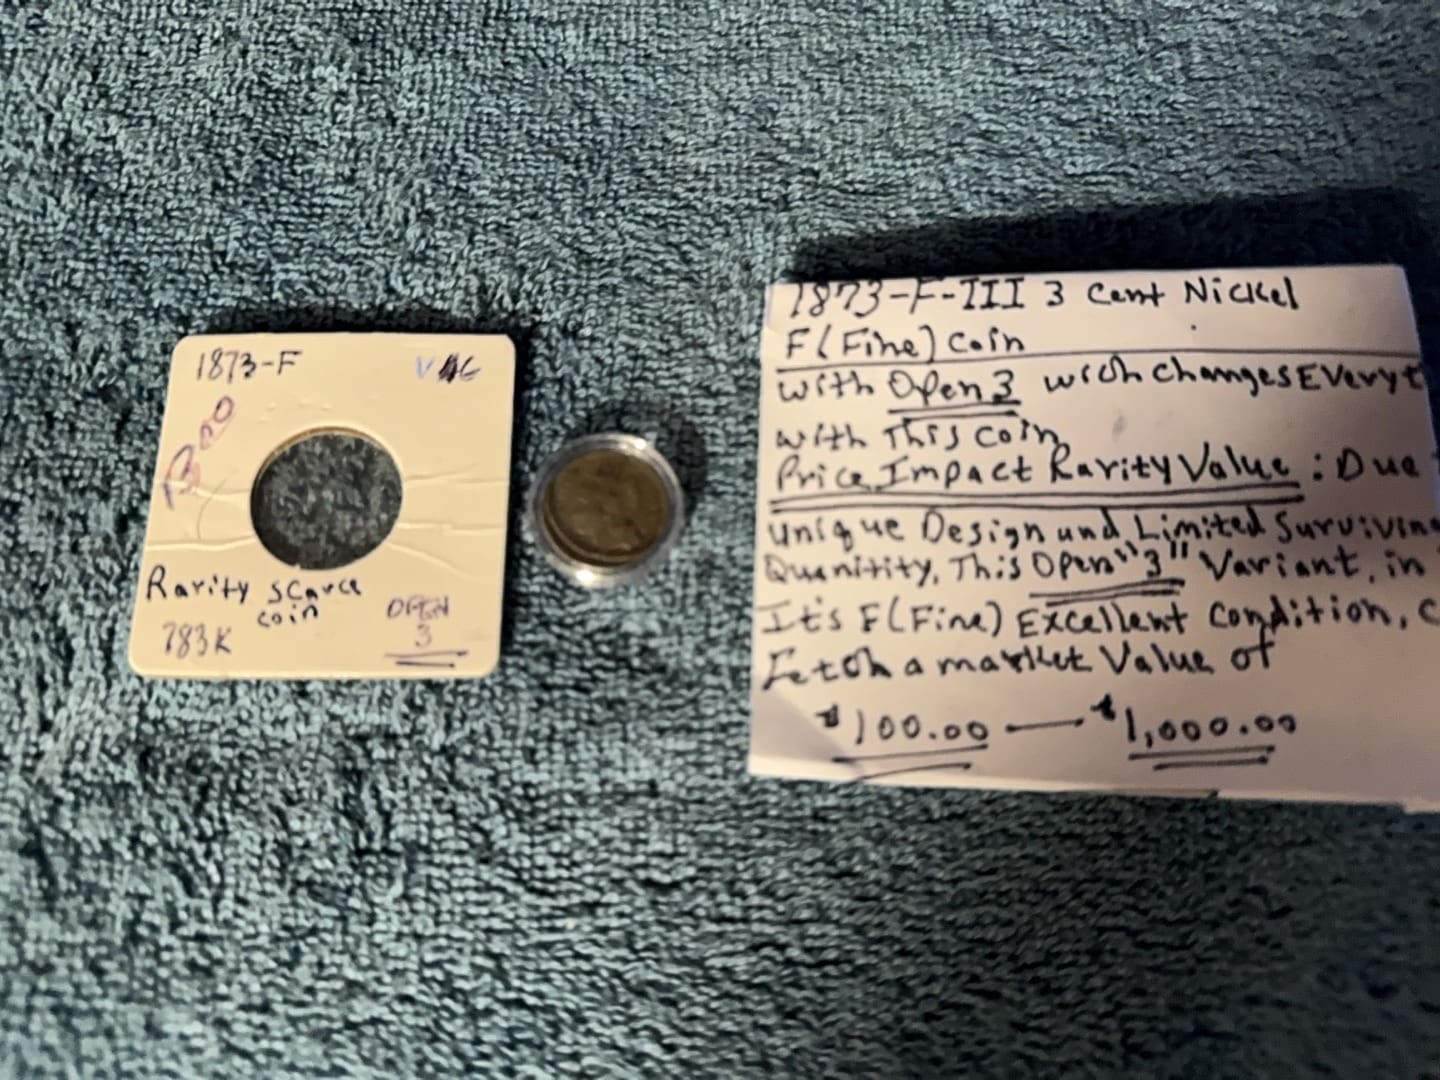 1873-F
Rarity scarce
coin
783K
OPEN
3
1873-F-III 3 Cent Nickel
F(Fine) Coin
with Open 3 wich changes Everyt
with This coin
Price Impact Rarity Value : Due
Unique Design and Limited Surviving
Quanitity, This Open "3" Variant, in
It's F(Fine) Excellent Condition, C
Fetch a market Value of
$100.00 — $1,000.00